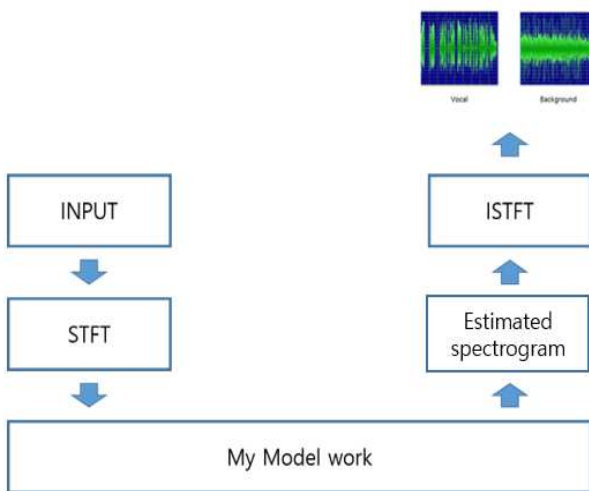 Vocal
Background
INPUT
ISTFT
STFT
Estimated
spectrogram
My Model work